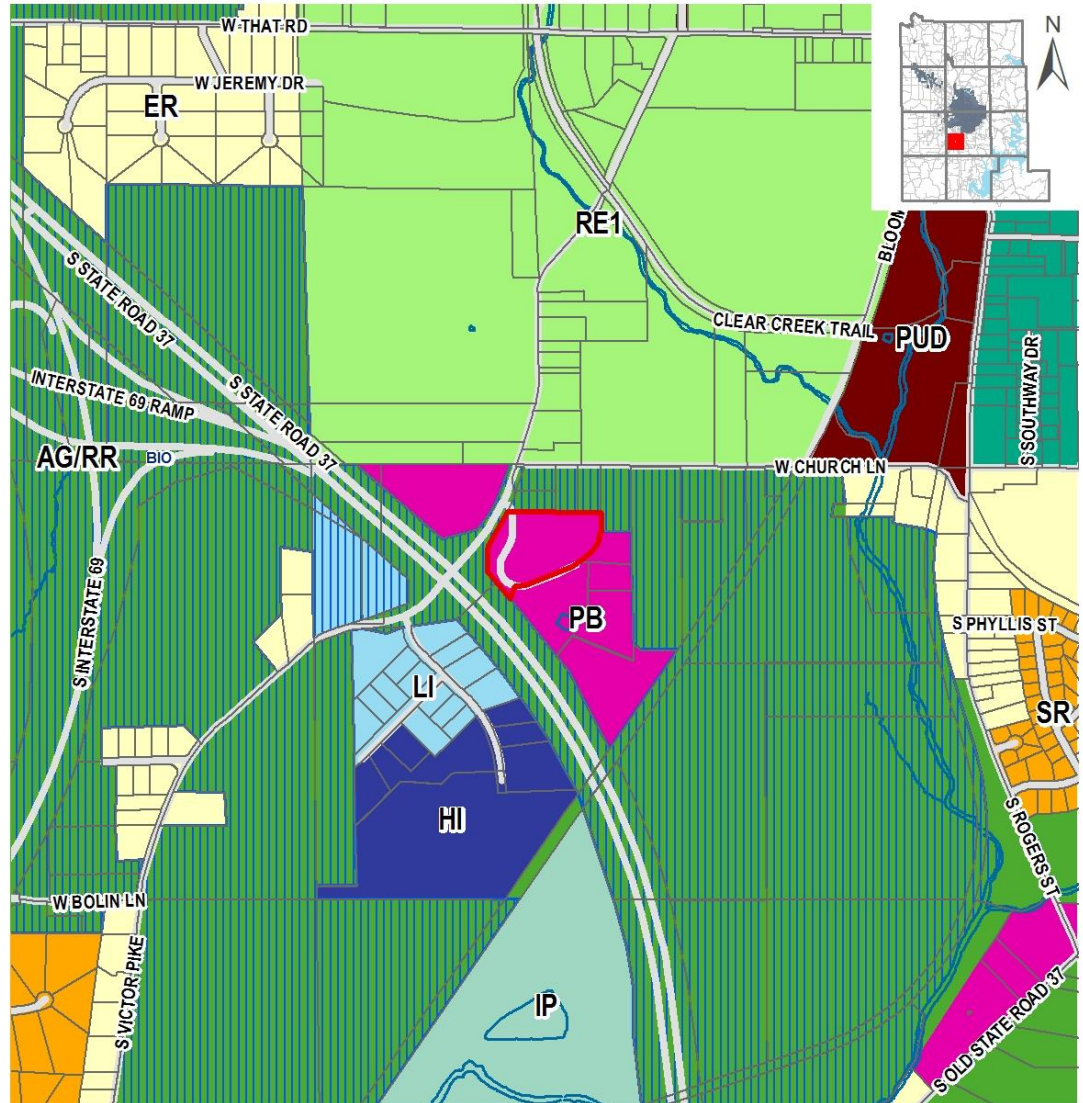 W THAT RD
N
W JEREMY DR
ER
RE1
BLOOM
S STATE ROAD 37
CLEAR CREEK TRAIL
PUD
S SOUTHWAY DR
INTERSTATE 69 RAMP
S STATE ROAD 37
AG/RR
BIO
W CHURCH LN
S INTERSTATE 69
PB
S PHYLLIS ST
LI
SR
HI
S ROGERS ST
W BOLIN LN
S VICTOR PIKE
IP
S OLD STATE ROAD 37